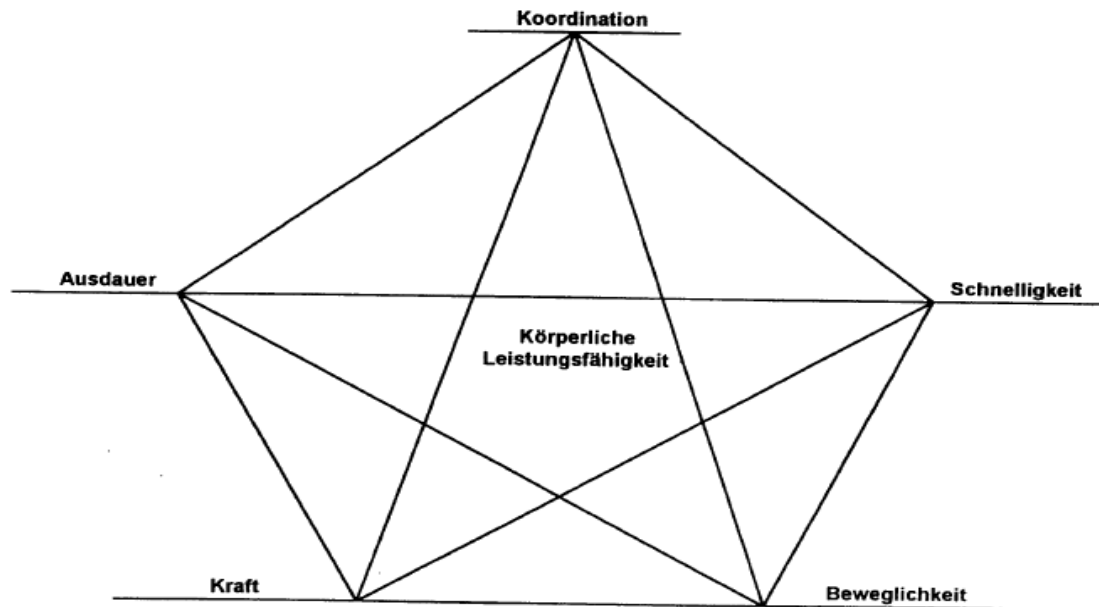 Koordination
Ausdauer
Schnelligkeit
Körperliche
Leistungsfähigkeit
Kraft
Beweglichkeit